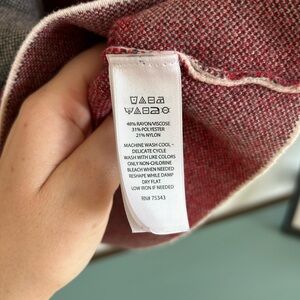 48% RAYON/VISCOSE
31% POLYESTER
21% NYLON
MACHINE WASH COOL -
DELICATE CYCLE
WASH WITH LIKE COLORS
ONLY NON-CHLORINE
BLEACH WHEN NEEDED
RESHAPE WHILE DAMP
DRY FLAT
LOW IRON IF NEEDED
RN# 75343